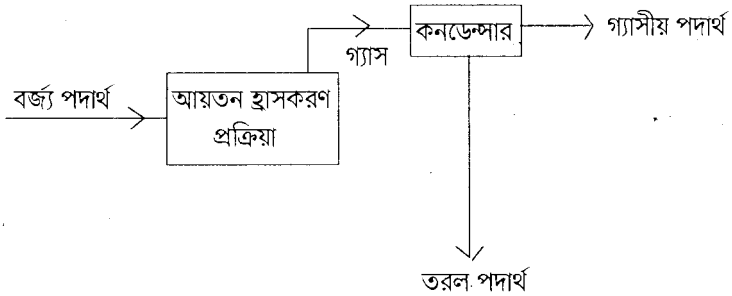 কনডেন্সার
গ্যাসীয় পদার্থ
গ্যাস
বর্জ্য পদার্থ
আয়তন হ্রাসকরণ
প্রক্রিয়া
তরল পদার্থ